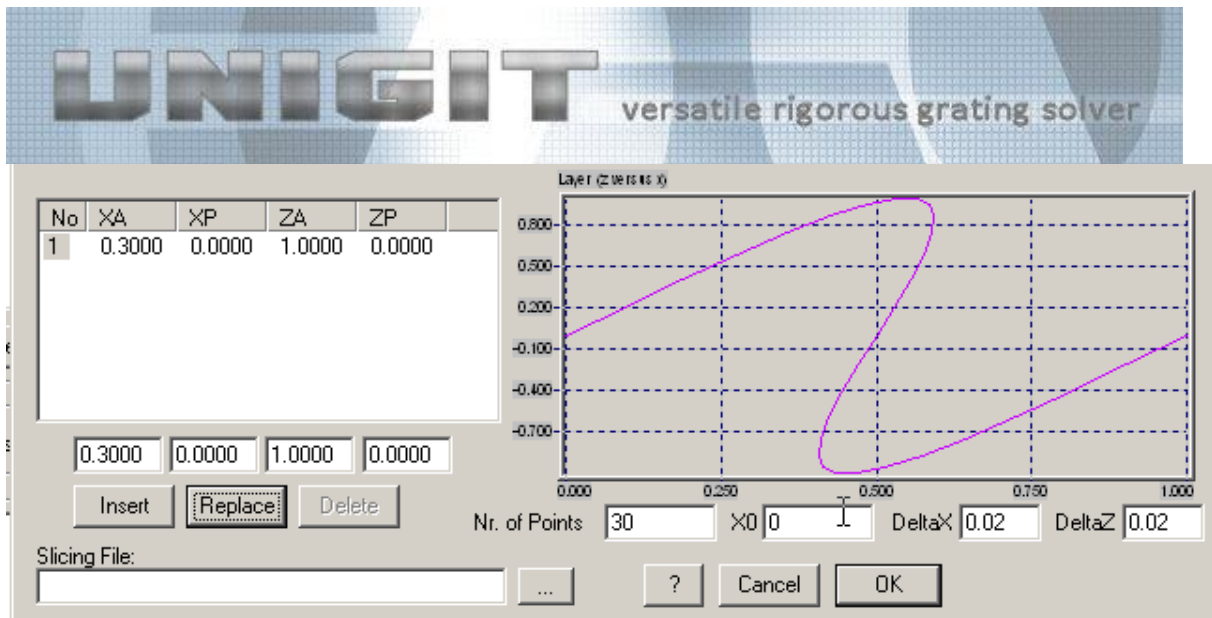 UNIGIT
versatile rigorous grating solver
Layer (z versus x)
No XA XP ZA ZP
1 0.3000 0.0000 1.0000 0.0000
0.800
0.500
0.200
-0.100
-0.400
-0.700
0.000 0.250 0.500 0.750 1.000
0.3000 0.0000 1.0000 0.0000
Insert Replace Delete
Nr. of Points 30 X0 0 DeltaX 0.02 DeltaZ 0.02
Slicing File:
... ? Cancel OK